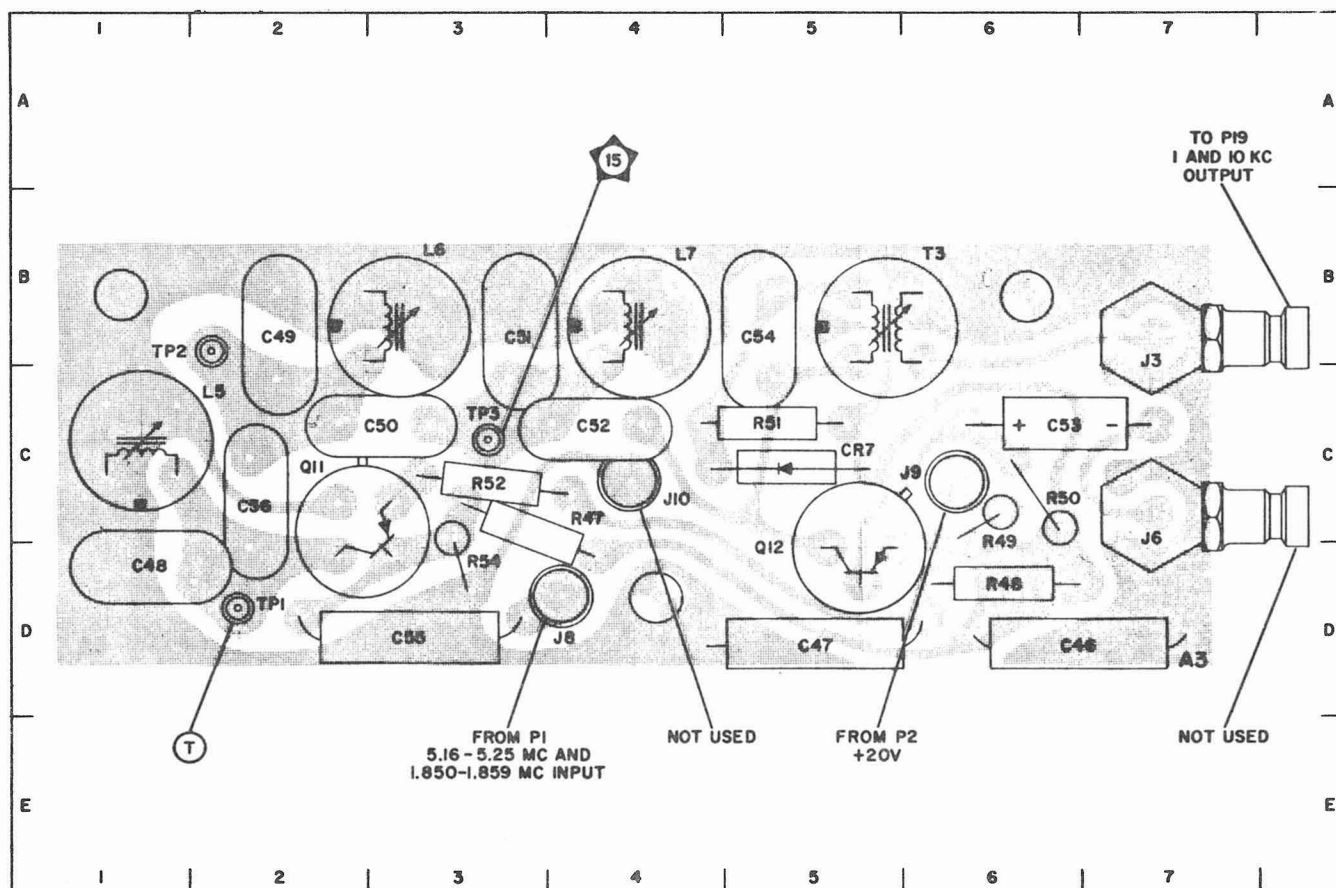 1 2 3 4 5 6 7
A A
15
TO P19
1 AND 10 KC
OUTPUT
L6 L7 T3
B B
C49 C51 C54
TP2 J3
L5
C50 TP3 C52 R51 C53
+ -
C C
Q11 CR7 J9
R52 J10 R50
C36 R47 R49
Q12 J6
C48 R54 R48
TP1
D D
C55 J8 C47 C46
A3
T
FROM P1
5.16-5.25 MC AND
1.850-1.859 MC INPUT
NOT USED
FROM P2
+20V
NOT USED
E E
1 2 3 4 5 6 7